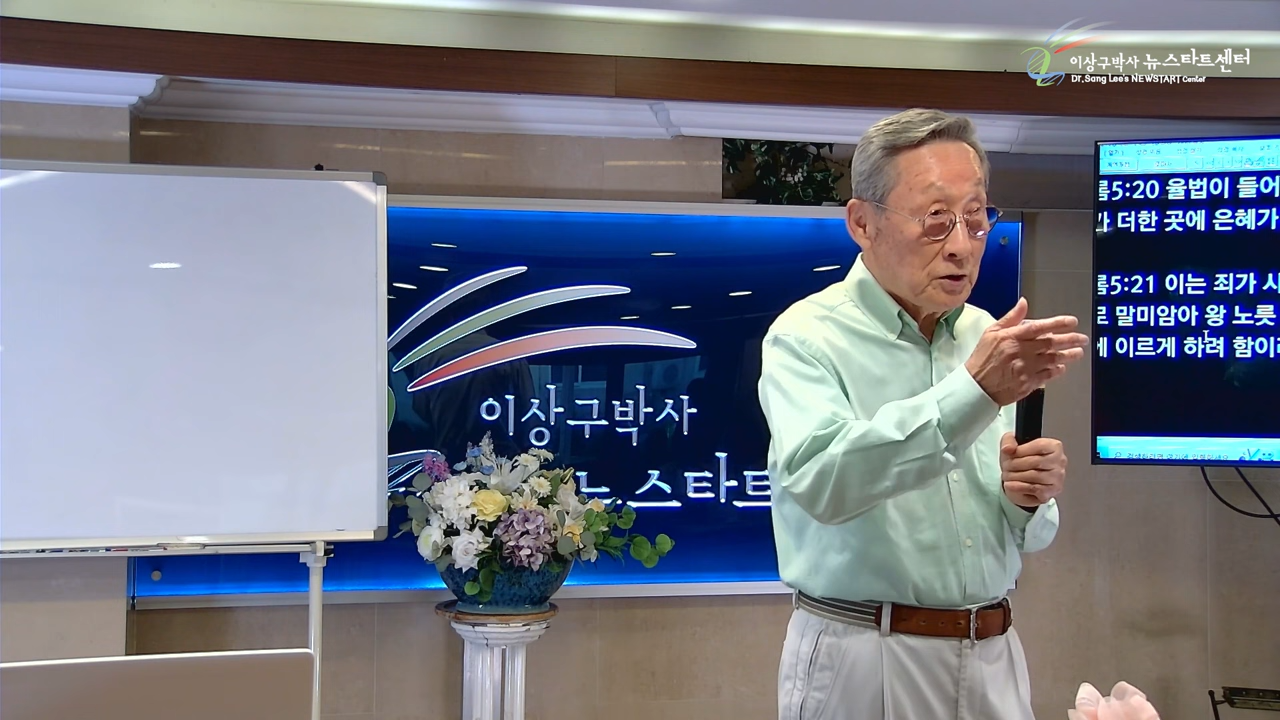 이상구박사 뉴스타트센터
Dr.Sang Lee's NEWSTART Center
롬5:20 율법이 들어
가 더한 곳에 은혜가
롬5:21 이는 죄가 사
로 말미암아 왕 노릇
에 이르게 하려 함이라
이상구박사
뉴스타트